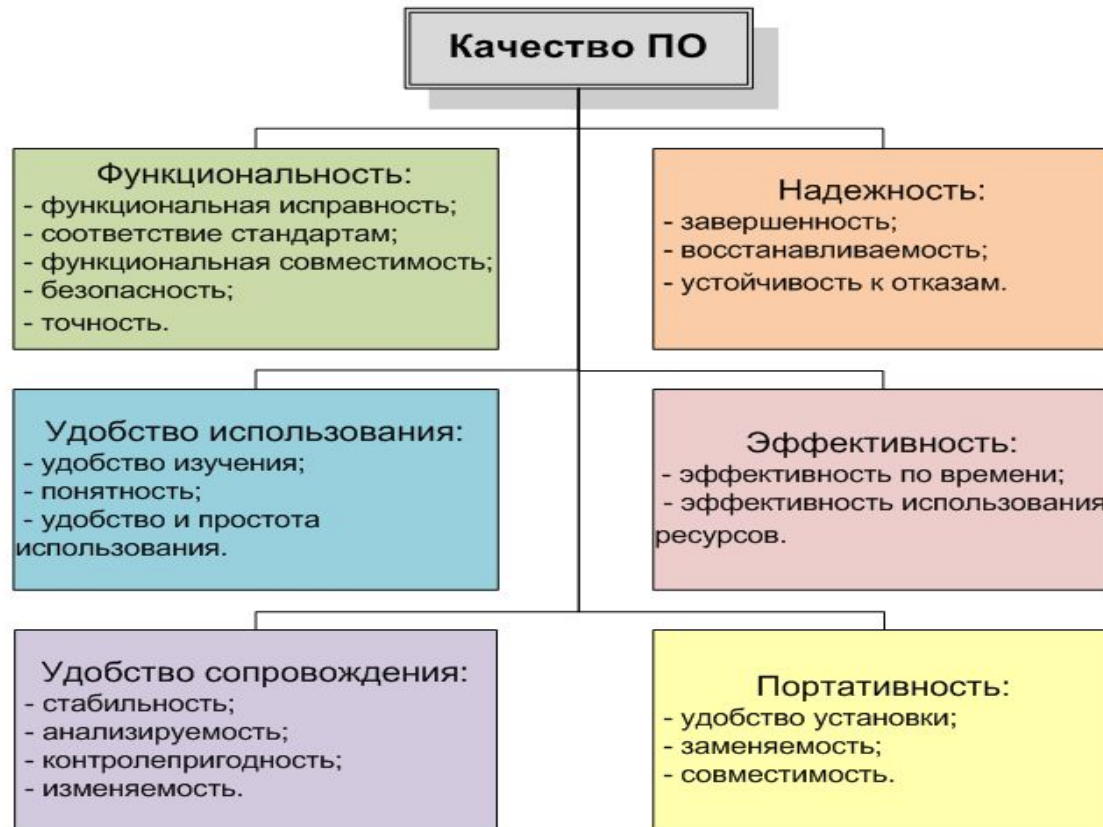 Качество ПО
Функциональность:
- функциональная исправность;
- соответствие стандартам;
- функциональная совместимость;
- безопасность;
- точность.
Надежность:
- завершенность;
- восстанавливаемость;
- устойчивость к отказам.
Удобство использования:
- удобство изучения;
- понятность;
- удобство и простота
использования.
Эффективность:
- эффективность по времени;
- эффективность использования
ресурсов.
Удобство сопровождения:
- стабильность;
- анализируемость;
- контролепригодность;
- изменяемость.
Портативность:
- удобство установки;
- заменяемость;
- совместимость.